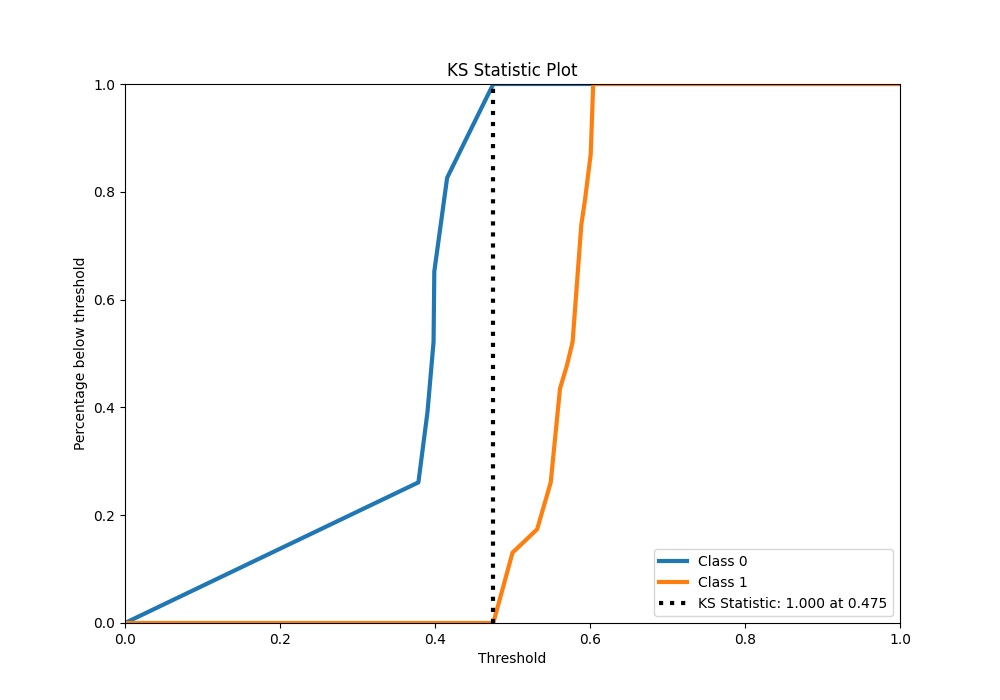 KS Statistic Plot
1.0
0.8
0.6
0.4
0.2
0.0
Percentage below threshold
0.0 0.2 0.4 0.6 0.8 1.0
Threshold
Class 0
Class 1
KS Statistic: 1.000 at 0.475